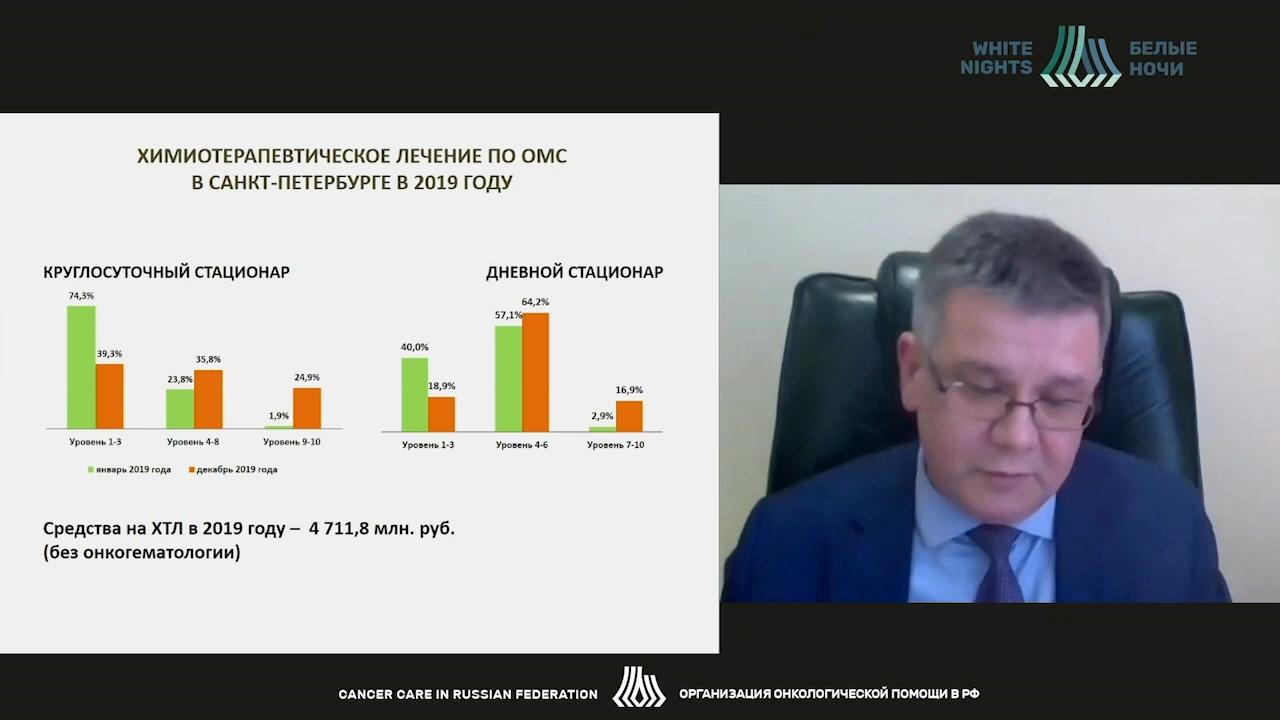 WHITE
NIGHTS
БЕЛЫЕ
НОЧИ
ХИМИОТЕРАПЕВТИЧЕСКОЕ ЛЕЧЕНИЕ ПО ОМС
В САНКТ-ПЕТЕРБУРГЕ В 2019 ГОДУ
КРУГЛОСУТОЧНЫЙ СТАЦИОНАР
74,3%
39,3%
23,8%
35,8%
1,9%
24,9%
Уровень 1-3
Уровень 4-8
Уровень 9-10
январь 2019 года
декабрь 2019 года
ДНЕВНОЙ СТАЦИОНАР
40,0%
18,9%
57,1%
64,2%
2,9%
16,9%
Уровень 1-3
Уровень 4-6
Уровень 7-10
Средства на ХТЛ в 2019 году – 4 711,8 млн. руб.
(без онкогематологии)
CANCER CARE IN RUSSIAN FEDERATION
ОРГАНИЗАЦИЯ ОНКОЛОГИЧЕСКОЙ ПОМОЩИ В РФ